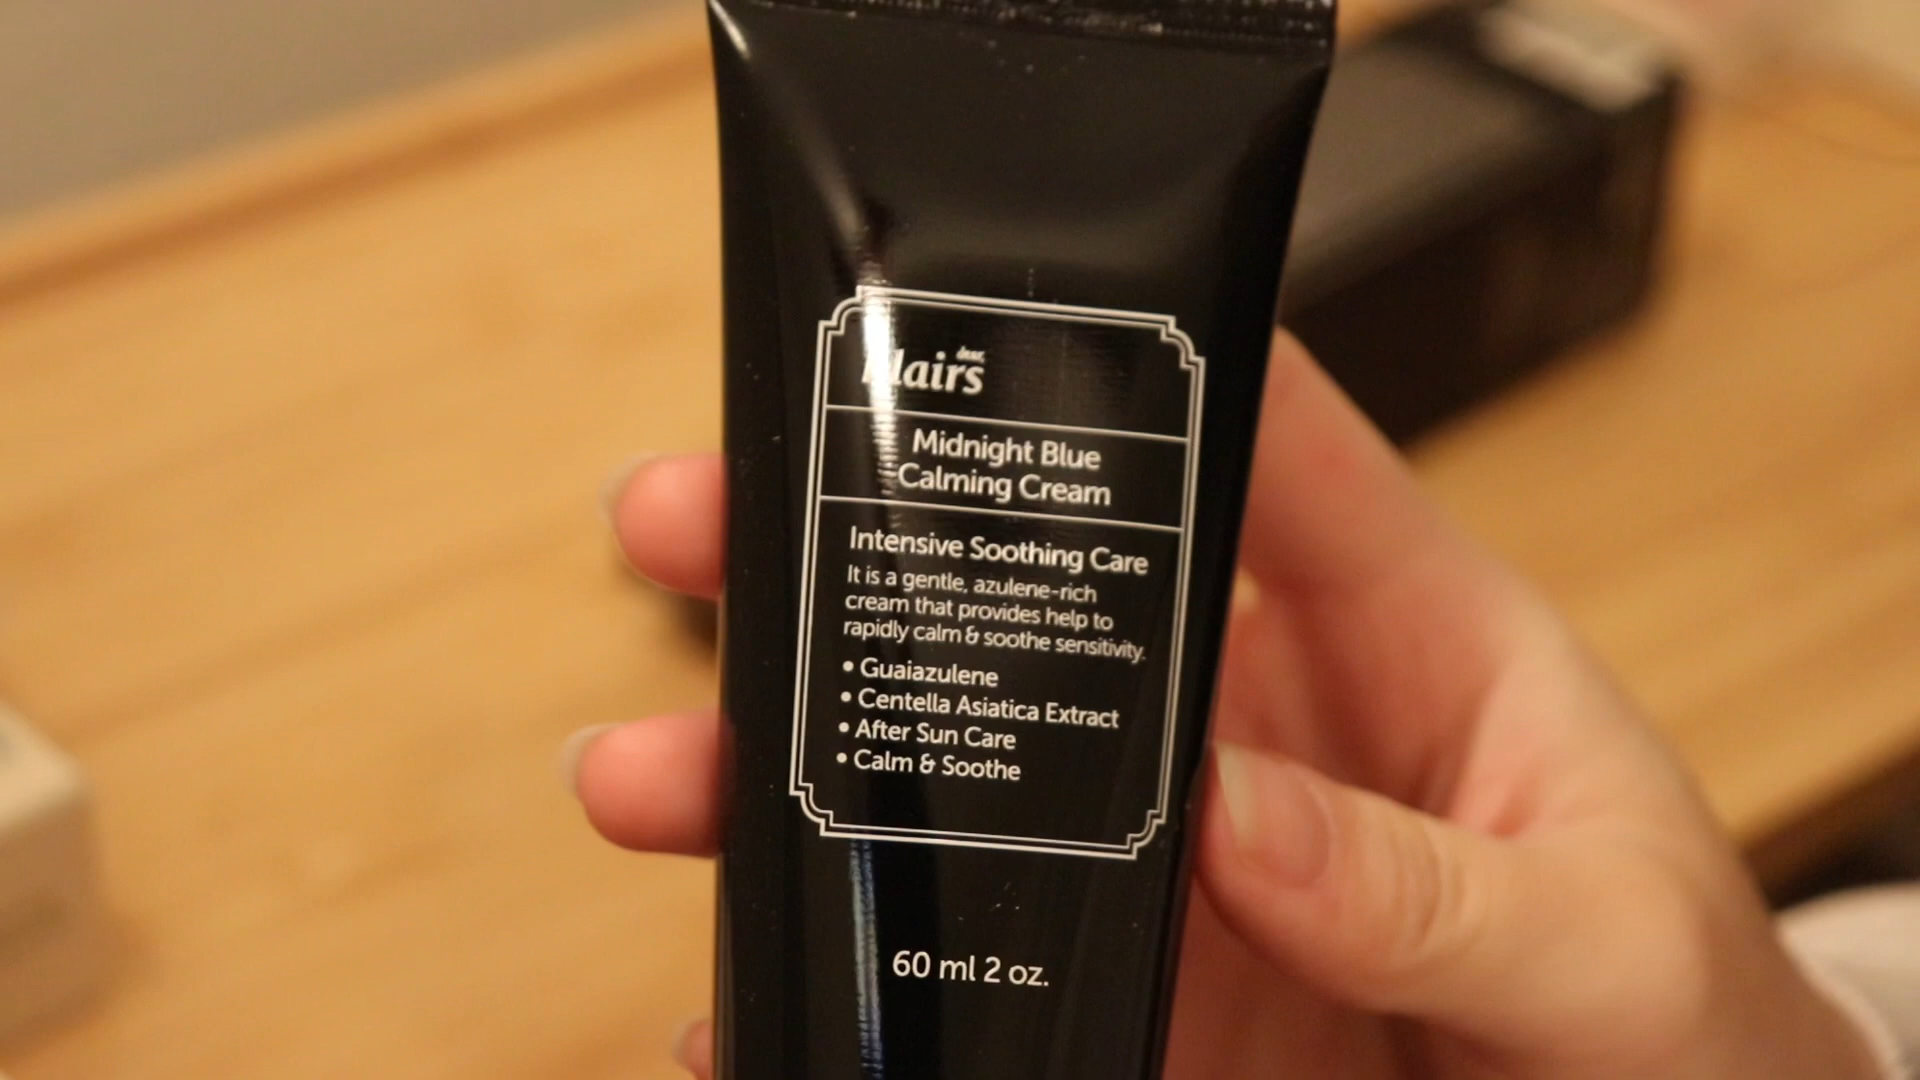 dear,
Klairs
Midnight Blue
Calming Cream
Intensive Soothing Care
It is a gentle, azulene-rich
cream that provides help to
rapidly calm & soothe sensitivity.
• Guaiazulene
• Centella Asiatica Extract
• After Sun Care
• Calm & Soothe
60 ml 2 oz.